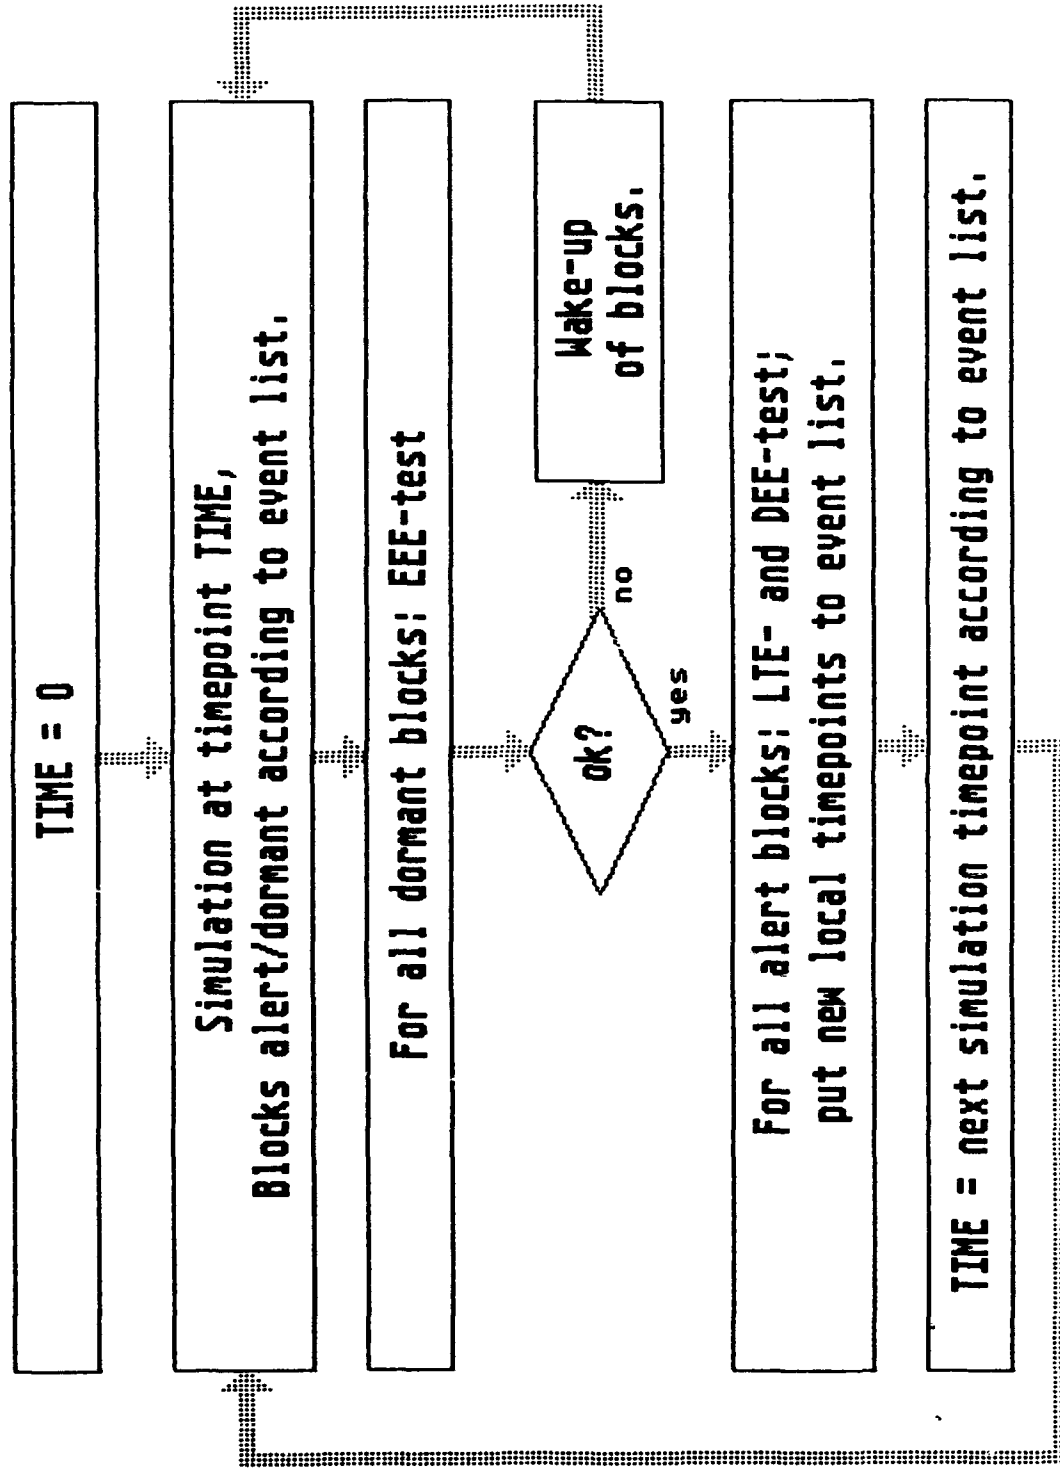 TIME = 0
Simulation at timepoint TIME,
Blocks alert/dormant according to event list.
For all dormant blocks: EEE-test
ok?
no
Wake-up
of blocks.
yes
For all alert blocks: LTE- and DEE-test;
put new local timepoints to event list.
TIME = next simulation timepoint according to event list.